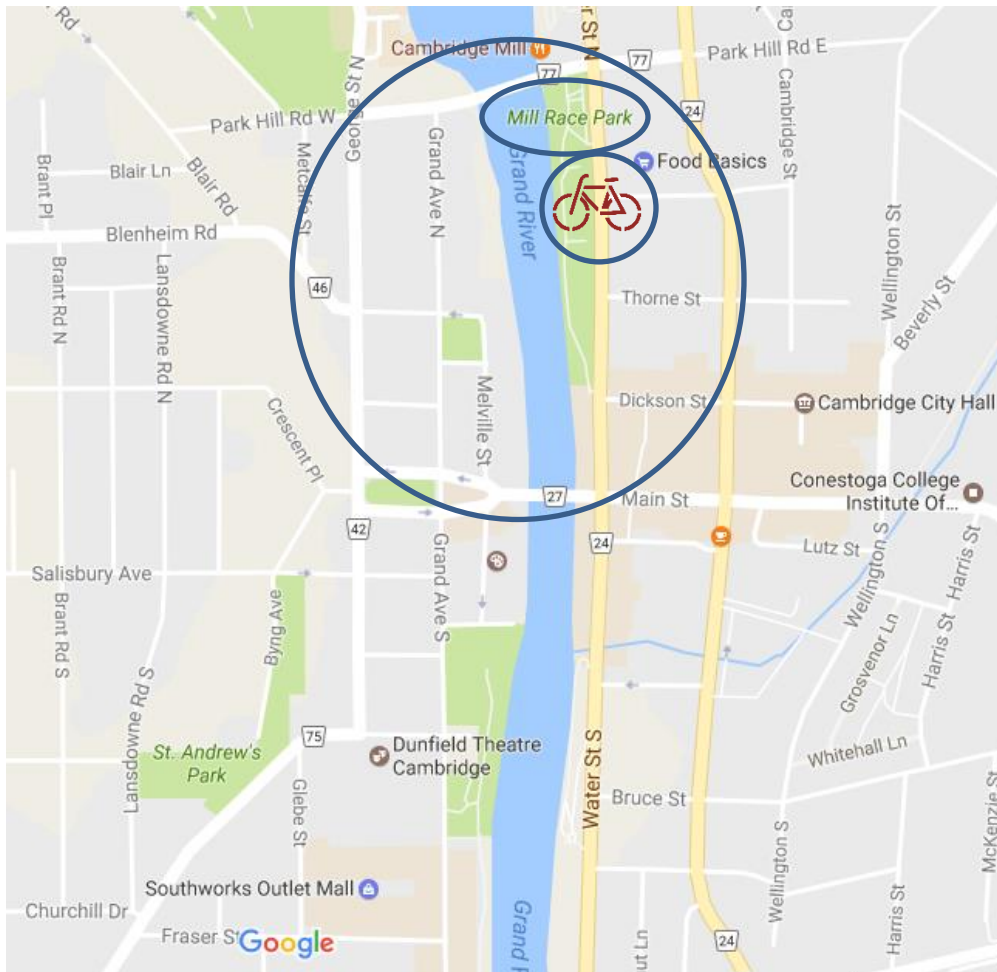 Rd
Cambridge Mill
r St N
Ca
77
77
Park Hill Rd E
George St N
Mill Race Park
24
Park Hill Rd W
Cambridge St
Food Basics
Brant Pl
Blair Ln
Blair Rd
Metcalfe St
Grand Ave N
Grand River
Blenheim Rd
Wellington St
Brant Rd N
Lansdowne Rd N
46
Thorne St
Beverly St
Crescent Pl
Melville St
Dickson St
Cambridge City Hall
27
Main St
Conestoga College
Institute Of...
42
24
Lutz St
Salisbury Ave
Byng Ave
Grand Ave S
Wellington S
Harris St
Harris St
Brant Rd S
Grosvenor Ln
Lansdowne Rd S
75
St. Andrew's
Park
Dunfield Theatre
Cambridge
Whitehall Ln
Glebe St
Water St S
Bruce St
Wellington S
McKenzie St
Southworks Outlet Mall
Harris St
Churchill Dr
Fraser St
Google
Grand F
ut Ln
24